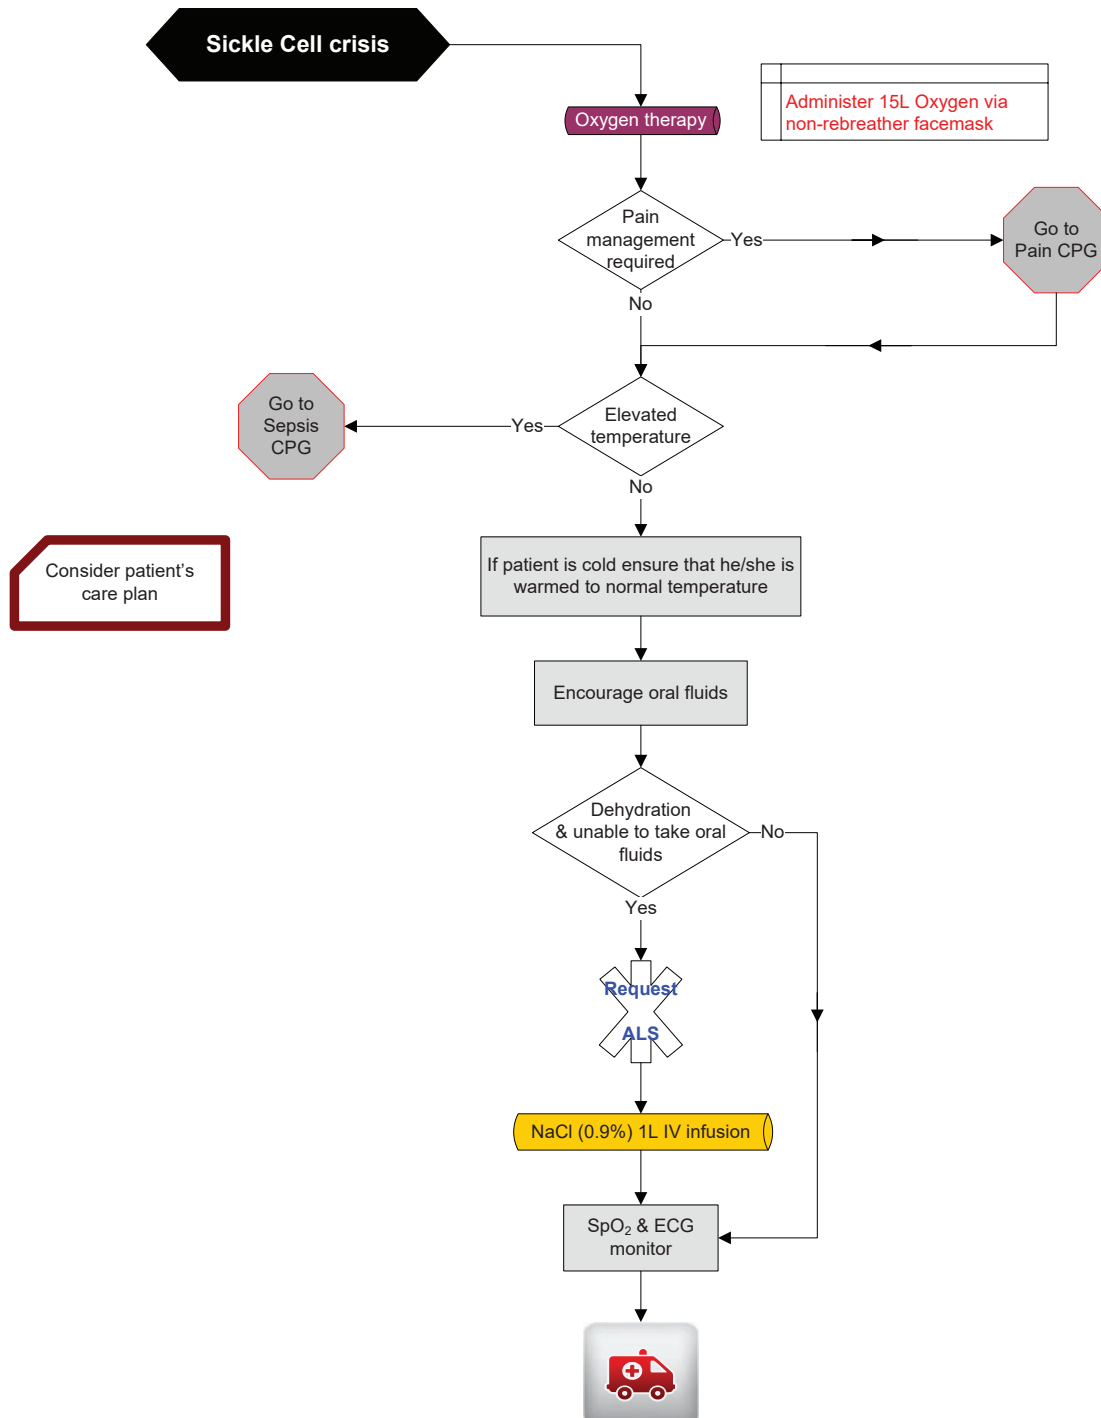 Sickle Cell crisis
Administer 15L Oxygen via
non-rebreather facemask
Oxygen therapy
Pain
management
required
Yes
Go to
Pain CPG
No
Go to
Sepsis
CPG
Yes
Elevated
temperature
No
Consider patient’s
care plan
If patient is cold ensure that he/she is
warmed to normal temperature
Encourage oral fluids
Dehydration
& unable to take oral
fluids
No
Yes
Request
ALS
NaCl (0.9%) 1L IV infusion
SpO₂ & ECG
monitor